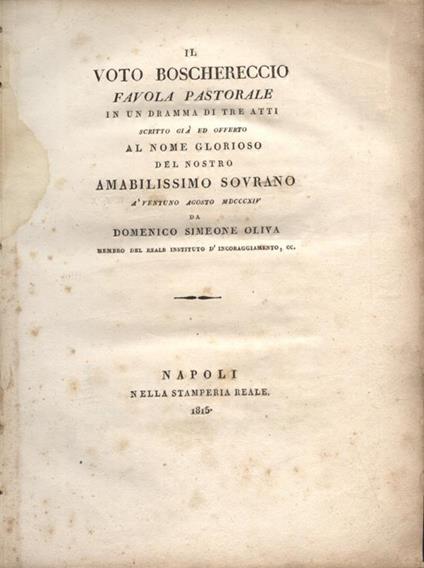 IL
VOTO BOSCHERECCIO
FAVOLA PASTORALE
IN UN DRAMMA DI TRE ATTI
SCRITTO GIÀ ED OFFERTO
AL NOME GLORIOSO
DEL NOSTRO
AMABILISSIMO SOVRANO
A' VENTUNO AGOSTO MDCCCXIV
DA
DOMENICO SIMEONE OLIVA
MEMBRO DEL REALE INSTITUTO D'INCORAGGIAMENTO, EC.
NAPOLI
NELLA STAMPERIA REALE.
1815.